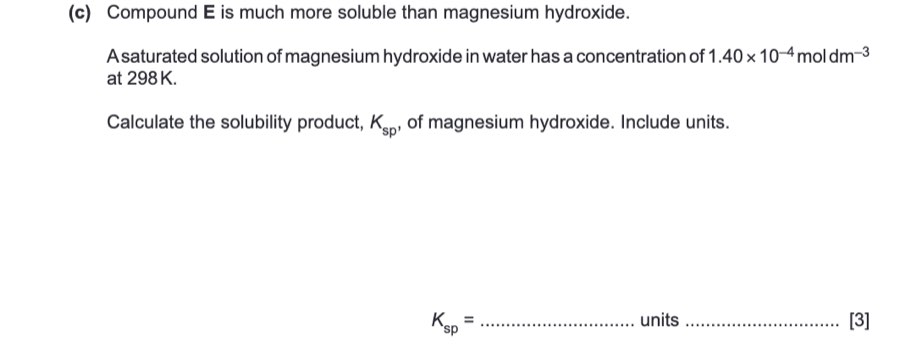 (c) Compound E is much more soluble than magnesium hydroxide.
A saturated solution of magnesium hydroxide in water has a concentration of 1.40 × 10⁻⁴ mol dm⁻³
at 298 K.
Calculate the solubility product, Kₛₚ, of magnesium hydroxide. Include units.
Kₛₚ = ............................... units ............................... [3]